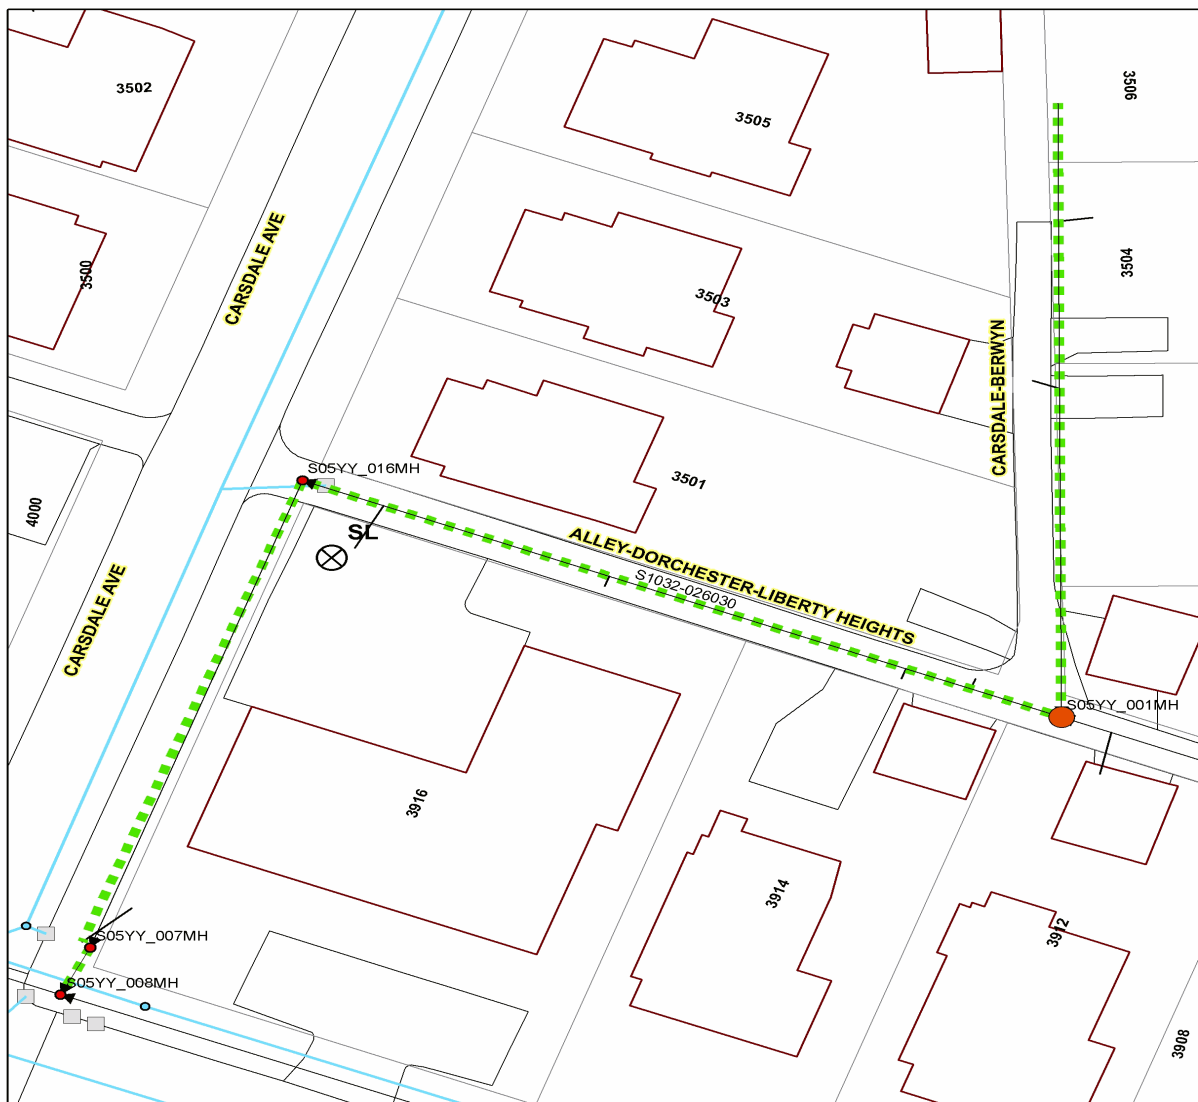 3502
3505
3506
CARSDALE AVE
3500
3503
3504
CARSDALE-BERWYN
S05YY_016MH
3501
4000
SL
ALLEY-DORCHESTER-LIBERTY HEIGHTS
S1032-026030
CARSDALE AVE
S05YY_001MH
3916
3914
3912
S05YY_007MH
S05YY_008MH
3908